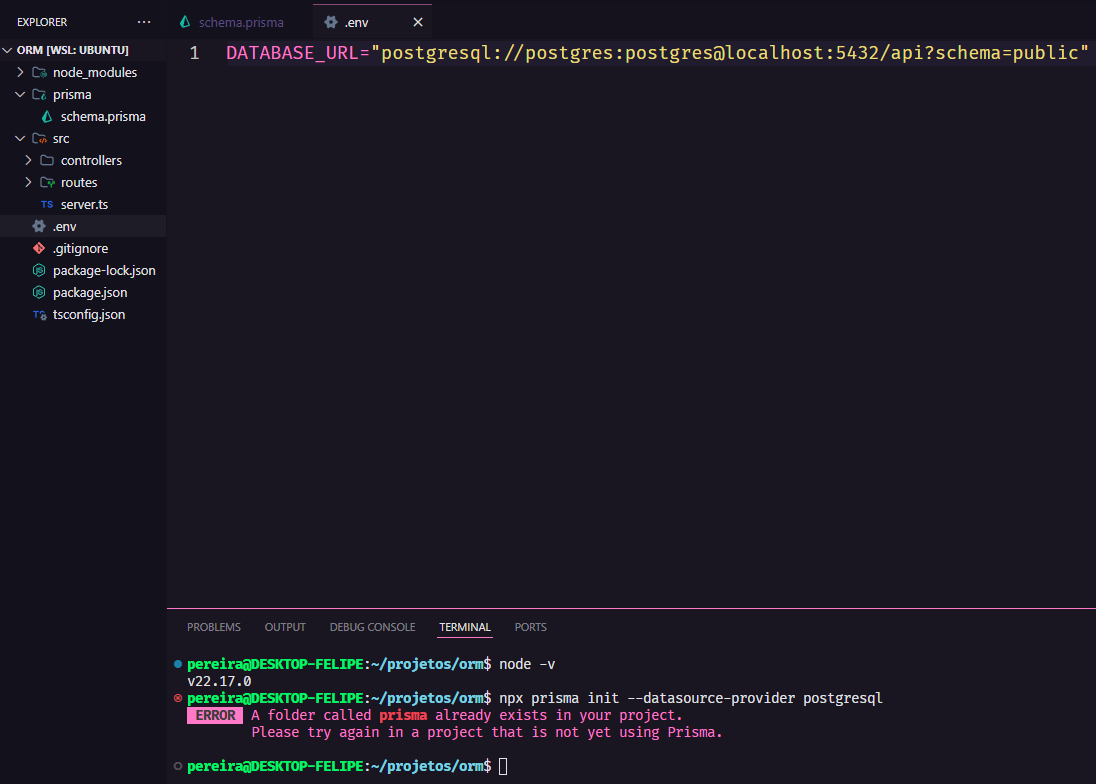 EXPLORER
schema.prisma
.env
ORM [WSL: UBUNTU]
node_modules
prisma
schema.prisma
src
controllers
routes
TS server.ts
.env
.gitignore
package-lock.json
package.json
TS tsconfig.json
1 DATABASE_URL="postgresql://postgres:postgres@localhost:5432/api?schema=public"
PROBLEMS OUTPUT DEBUG CONSOLE TERMINAL PORTS
pereira@DESKTOP-FELIPE:~/projetos/orm$ node -v
v22.17.0
pereira@DESKTOP-FELIPE:~/projetos/orm$ npx prisma init --datasource-provider postgresql
ERROR A folder called prisma already exists in your project.
Please try again in a project that is not yet using Prisma.
pereira@DESKTOP-FELIPE:~/projetos/orm$